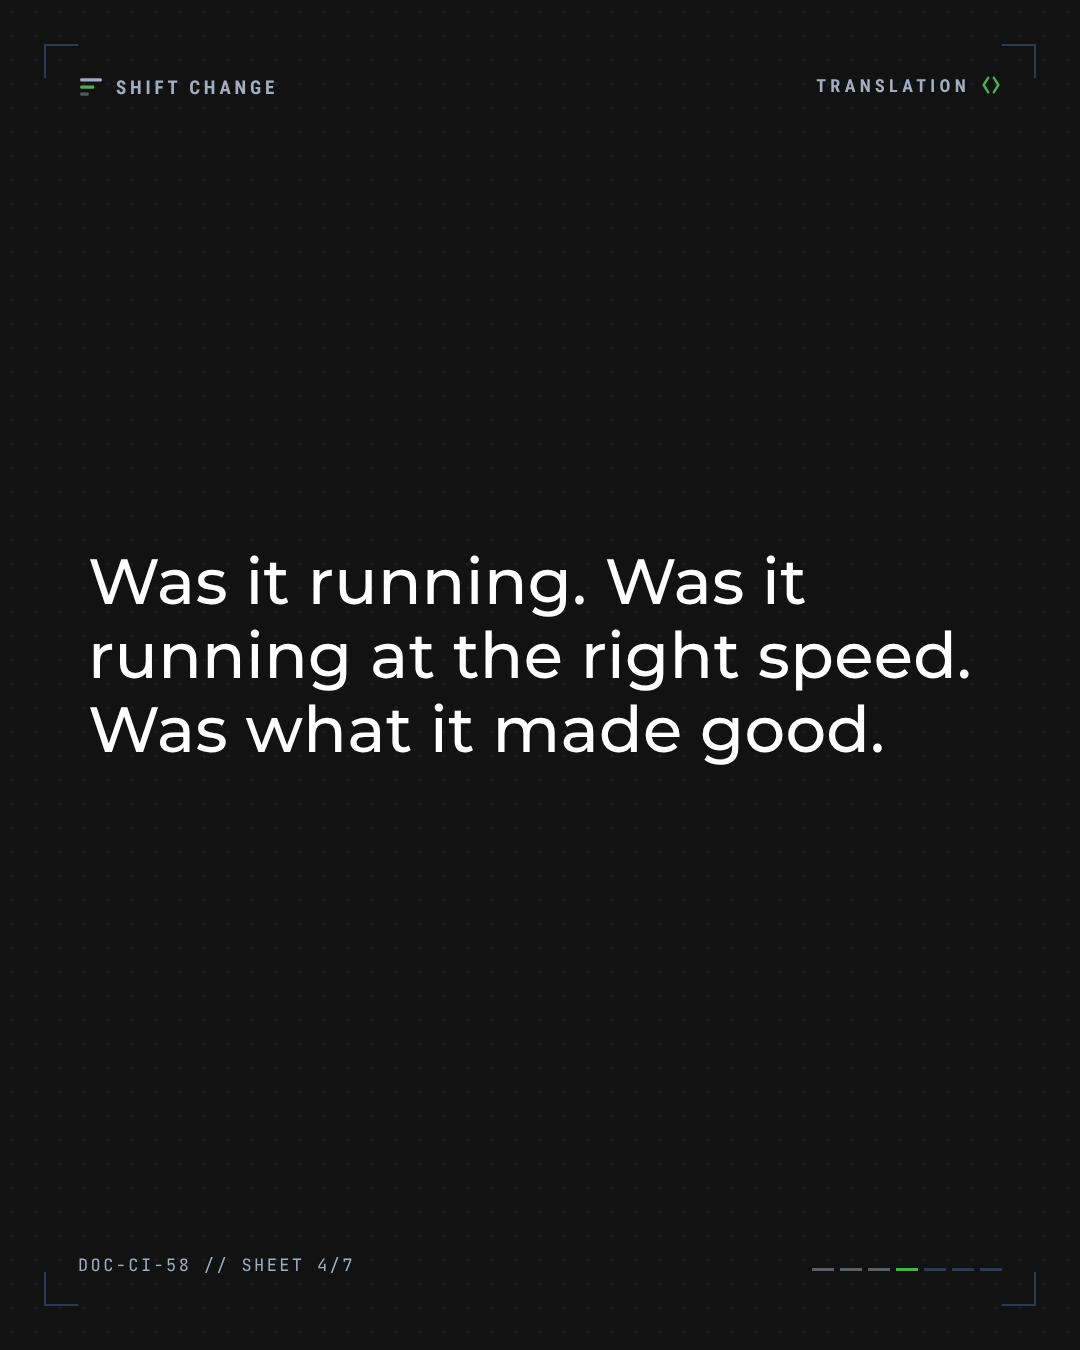 SHIFT CHANGE
TRANSLATION
Was it running. Was it
running at the right speed.
Was what it made good.
DOC-CI-58 // SHEET 4/7